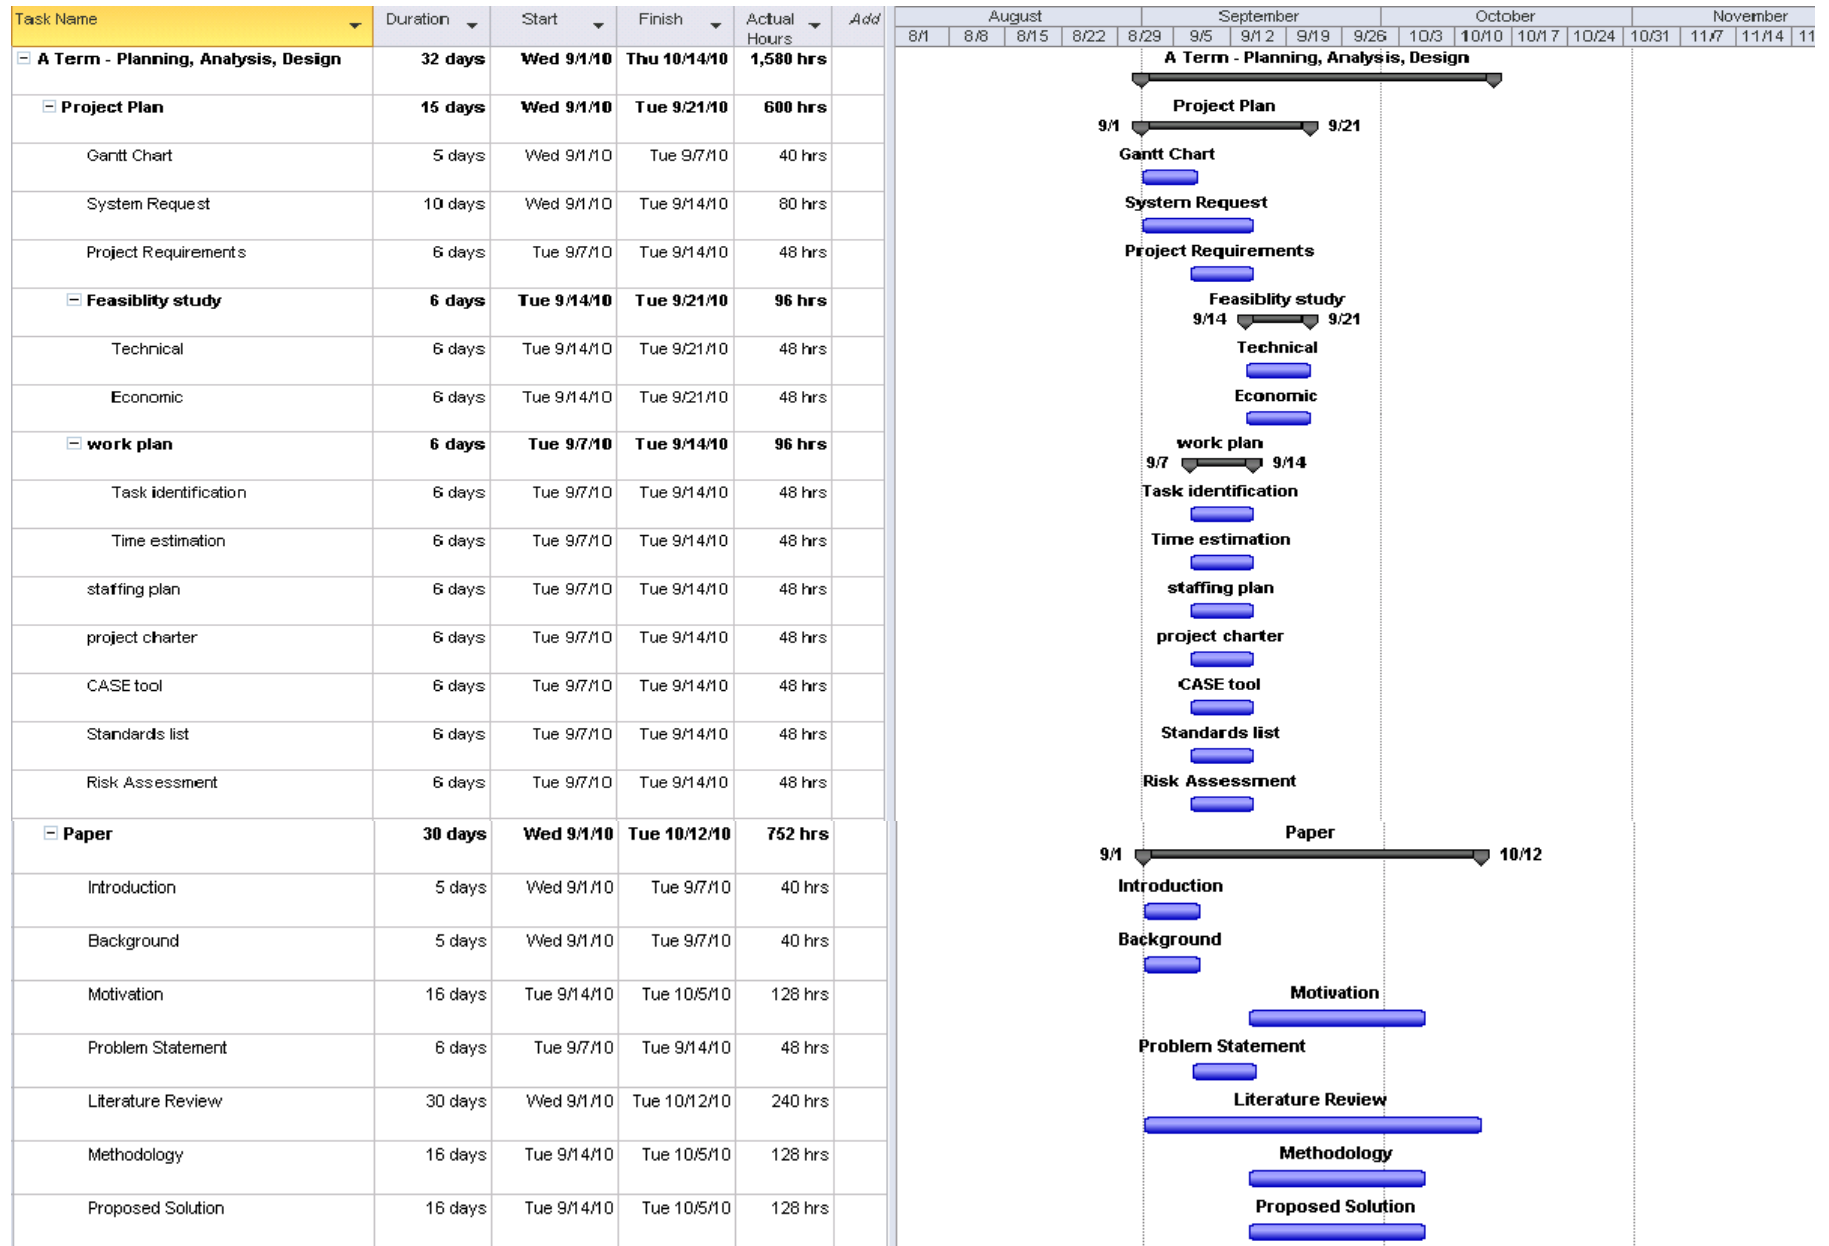 Task Name Duration Start Finish Actual Hours Add
August September October November
8/1 8/8 8/15 8/22 8/29 9/5 9/12 9/19 9/26 10/3 10/10 10/17 10/24 10/31 11/7 11/14 11
A Term - Planning, Analysis, Design 32 days Wed 9/1/10 Thu 10/14/10 1,580 hrs A Term - Planning, Analysis, Design
Project Plan 15 days Wed 9/1/10 Tue 9/21/10 600 hrs Project Plan
9/1 9/21
Gantt Chart 5 days Wed 9/1/10 Tue 9/7/10 40 hrs Gantt Chart
System Request 10 days Wed 9/1/10 Tue 9/14/10 80 hrs System Request
Project Requirements 6 days Tue 9/7/10 Tue 9/14/10 48 hrs Project Requirements
Feasiblity study 6 days Tue 9/14/10 Tue 9/21/10 96 hrs Feasiblity study
9/14 9/21
Technical 6 days Tue 9/14/10 Tue 9/21/10 48 hrs Technical
Economic 6 days Tue 9/14/10 Tue 9/21/10 48 hrs Economic
work plan 6 days Tue 9/7/10 Tue 9/14/10 96 hrs work plan
9/7 9/14
Task identification 6 days Tue 9/7/10 Tue 9/14/10 48 hrs Task identification
Time estimation 6 days Tue 9/7/10 Tue 9/14/10 48 hrs Time estimation
staffing plan 6 days Tue 9/7/10 Tue 9/14/10 48 hrs staffing plan
project charter 6 days Tue 9/7/10 Tue 9/14/10 48 hrs project charter
CASE tool 6 days Tue 9/7/10 Tue 9/14/10 48 hrs CASE tool
Standards list 6 days Tue 9/7/10 Tue 9/14/10 48 hrs Standards list
Risk Assessment 6 days Tue 9/7/10 Tue 9/14/10 48 hrs Risk Assessment
Paper 30 days Wed 9/1/10 Tue 10/12/10 752 hrs Paper
9/1 10/12
Introduction 5 days Wed 9/1/10 Tue 9/7/10 40 hrs Introduction
Background 5 days Wed 9/1/10 Tue 9/7/10 40 hrs Background
Motivation 16 days Tue 9/14/10 Tue 10/5/10 128 hrs Motivation
Problem Statement 6 days Tue 9/7/10 Tue 9/14/10 48 hrs Problem Statement
Literature Review 30 days Wed 9/1/10 Tue 10/12/10 240 hrs Literature Review
Methodology 16 days Tue 9/14/10 Tue 10/5/10 128 hrs Methodology
Proposed Solution 16 days Tue 9/14/10 Tue 10/5/10 128 hrs Proposed Solution